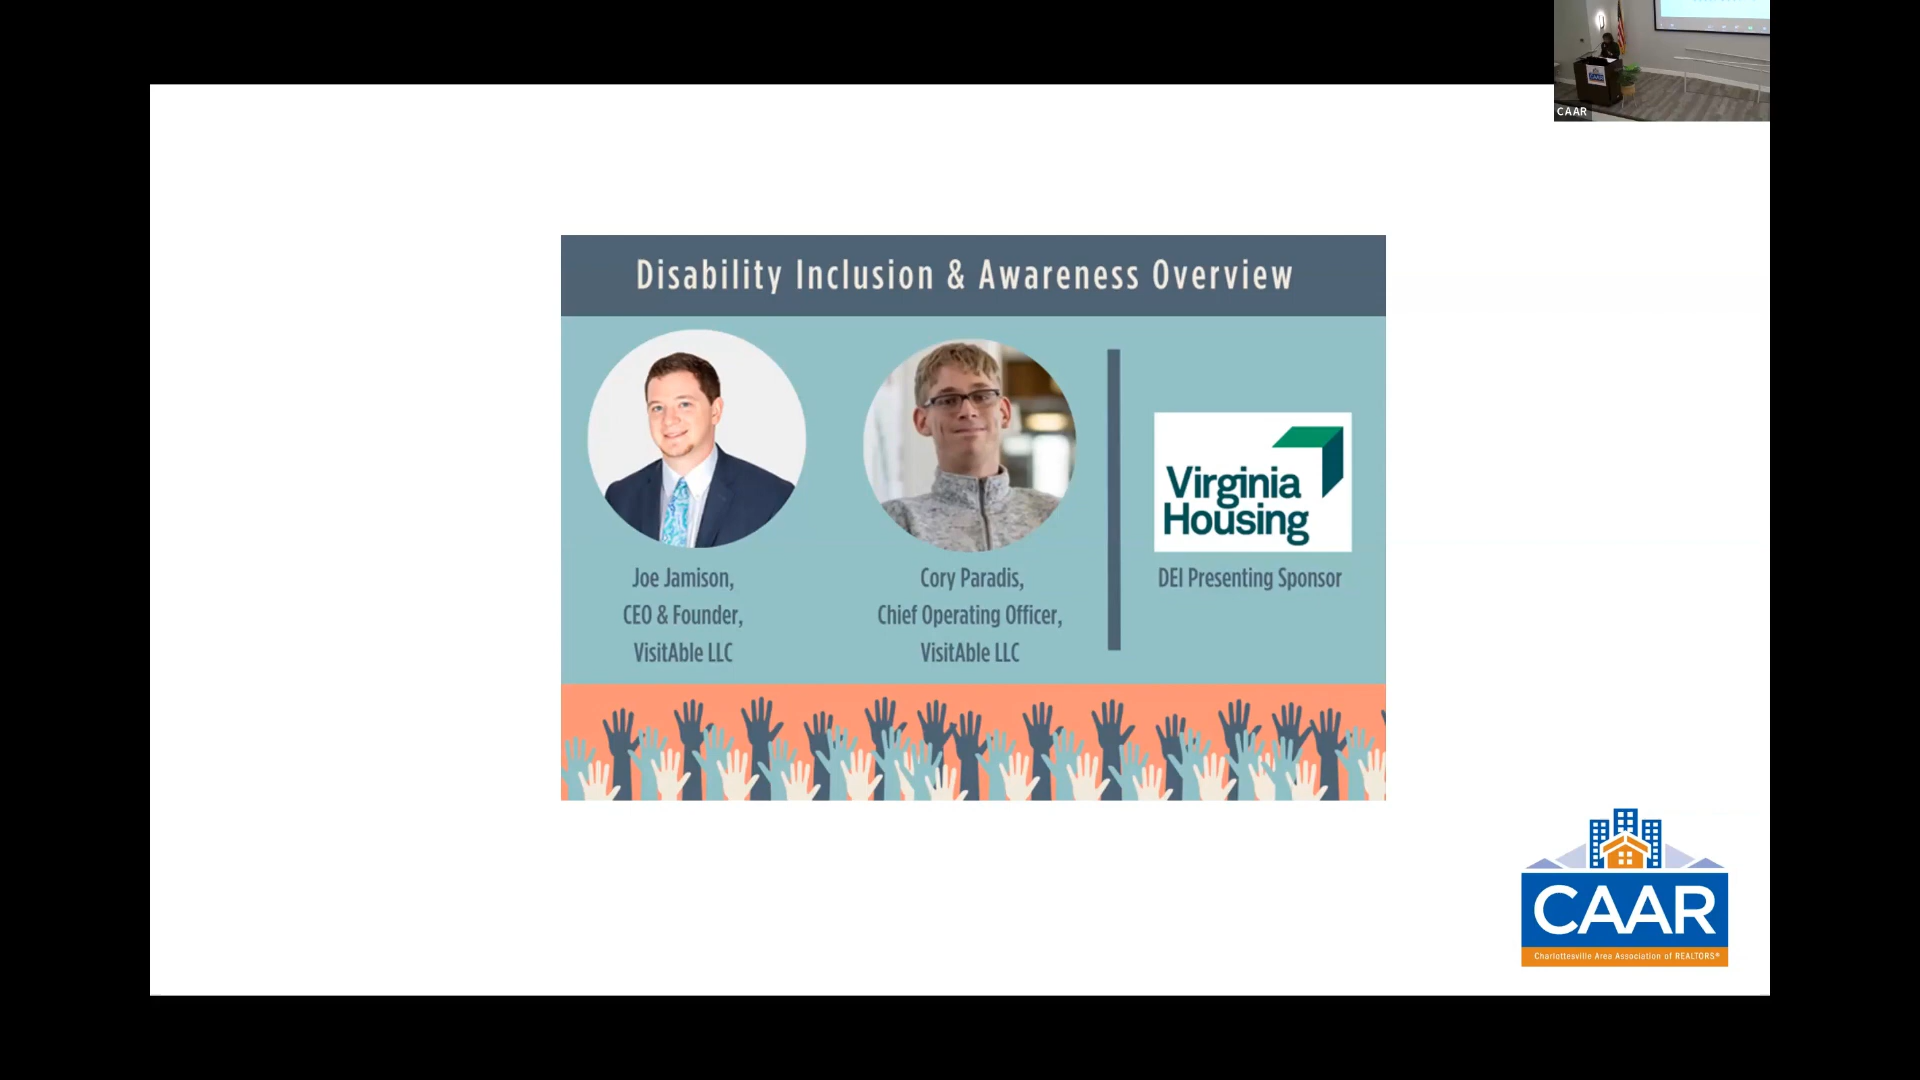 CAAR
Disability Inclusion & Awareness Overview
Joe Jamison,
CEO & Founder,
VisitAble LLC
Cory Paradis,
Chief Operating Officer,
VisitAble LLC
Virginia
Housing
DEI Presenting Sponsor
CAAR
Charlottesville Area Association of REALTORS®